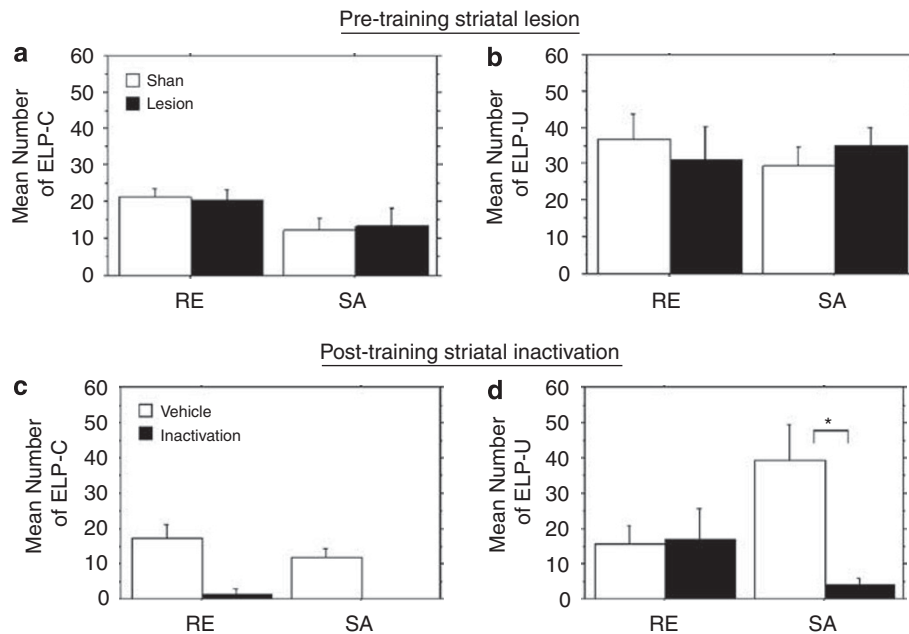 Pre-training striatal lesion
a
Mean Number
of ELP-C
60
50
40
30
20
10
0
Shan
Lesion
RE SA
b
Mean Number
of ELP-U
60
50
40
30
20
10
0
RE SA
Post-training striatal inactivation
c
Mean Number
of ELP-C
60
50
40
30
20
10
0
Vehicle
Inactivation
RE SA
d
Mean Number
of ELP-U
60
50
40
30
20
10
0
*
RE SA